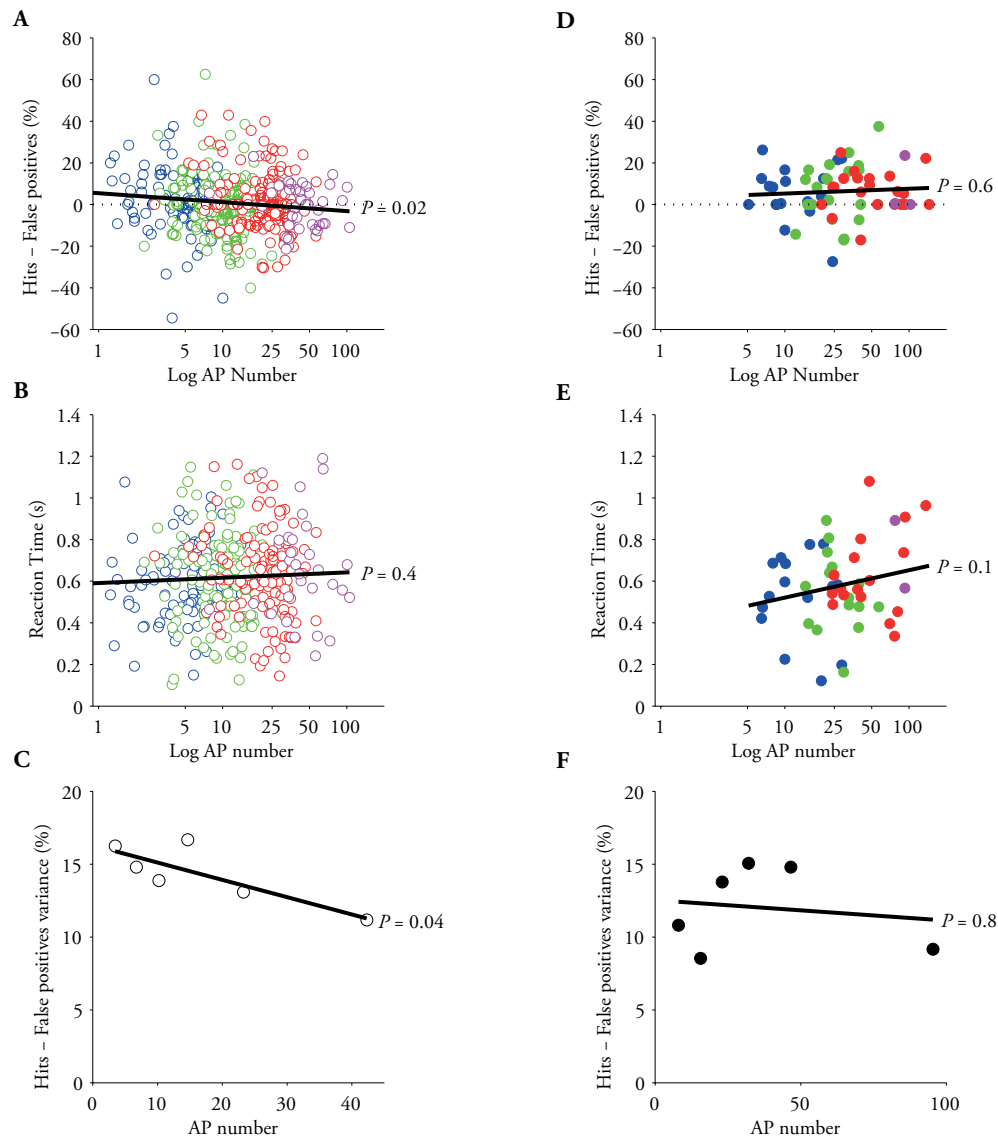 A
80
60
40
20
0
–20
–40
–60
Hits – False positives (%)
P = 0.02
1 5 10 25 50 100
Log AP Number
D
80
60
40
20
0
–20
–40
–60
Hits – False positives (%)
P = 0.6
1 5 10 25 50 100
Log AP Number
B
1.4
1.2
1
0.8
0.6
0.4
0.2
0
Reaction Time (s)
P = 0.4
1 5 10 25 50 100
Log AP number
E
1.4
1.2
1
0.8
0.6
0.4
0.2
0
Reaction Time (s)
P = 0.1
1 5 10 25 50 100
Log AP number
C
20
15
10
5
0
Hits – False positives variance (%)
P = 0.04
0 10 20 30 40
AP number
F
20
15
10
5
0
Hits – False positives variance (%)
P = 0.8
0 50 100
AP number